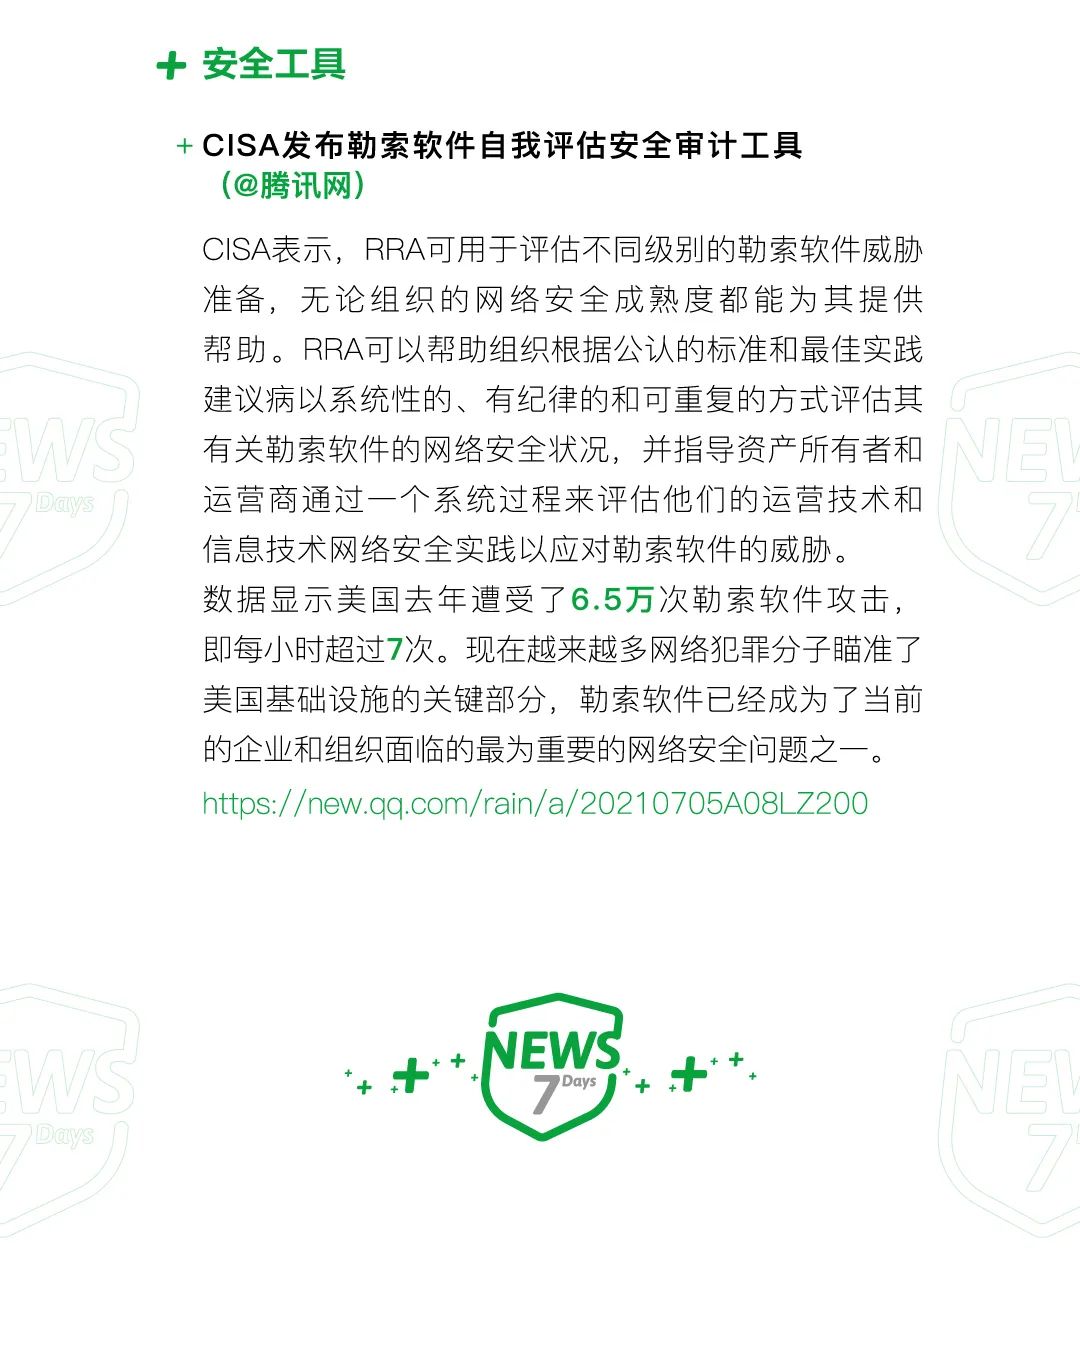 安全工具
CISA发布勒索软件自我评估安全审计工具
（@腾讯网）
CISA表示，RRA可用于评估不同级别的勒索软件威胁
准备，无论组织的网络安全成熟度都能为其提供
帮助。RRA可以帮助组织根据公认的标准和最佳实践
建议病以系统性的、有纪律的和可重复的方式评估其
有关勒索软件的网络安全状况，并指导资产所有者和
运营商通过一个系统过程来评估他们的运营技术和
信息技术网络安全实践以应对勒索软件的威胁。
数据显示美国去年遭受了6.5万次勒索软件攻击，
即每小时超过7次。现在越来越多网络犯罪分子瞄准了
美国基础设施的关键部分，勒索软件已经成为了当前
的企业和组织面临的最为重要的网络安全问题之一。
https://new.qq.com/rain/a/20210705A08LZ200
NEWS
7 Days